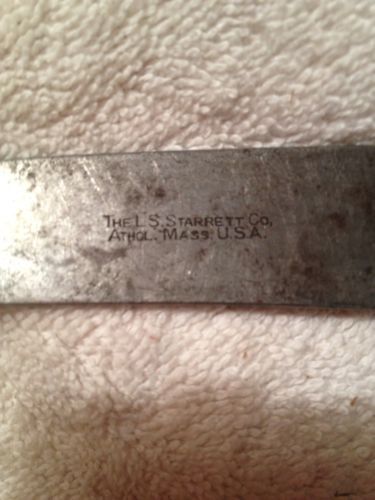 THE L.S. STARRETT CO.
ATHOL. MASS. U.S.A.